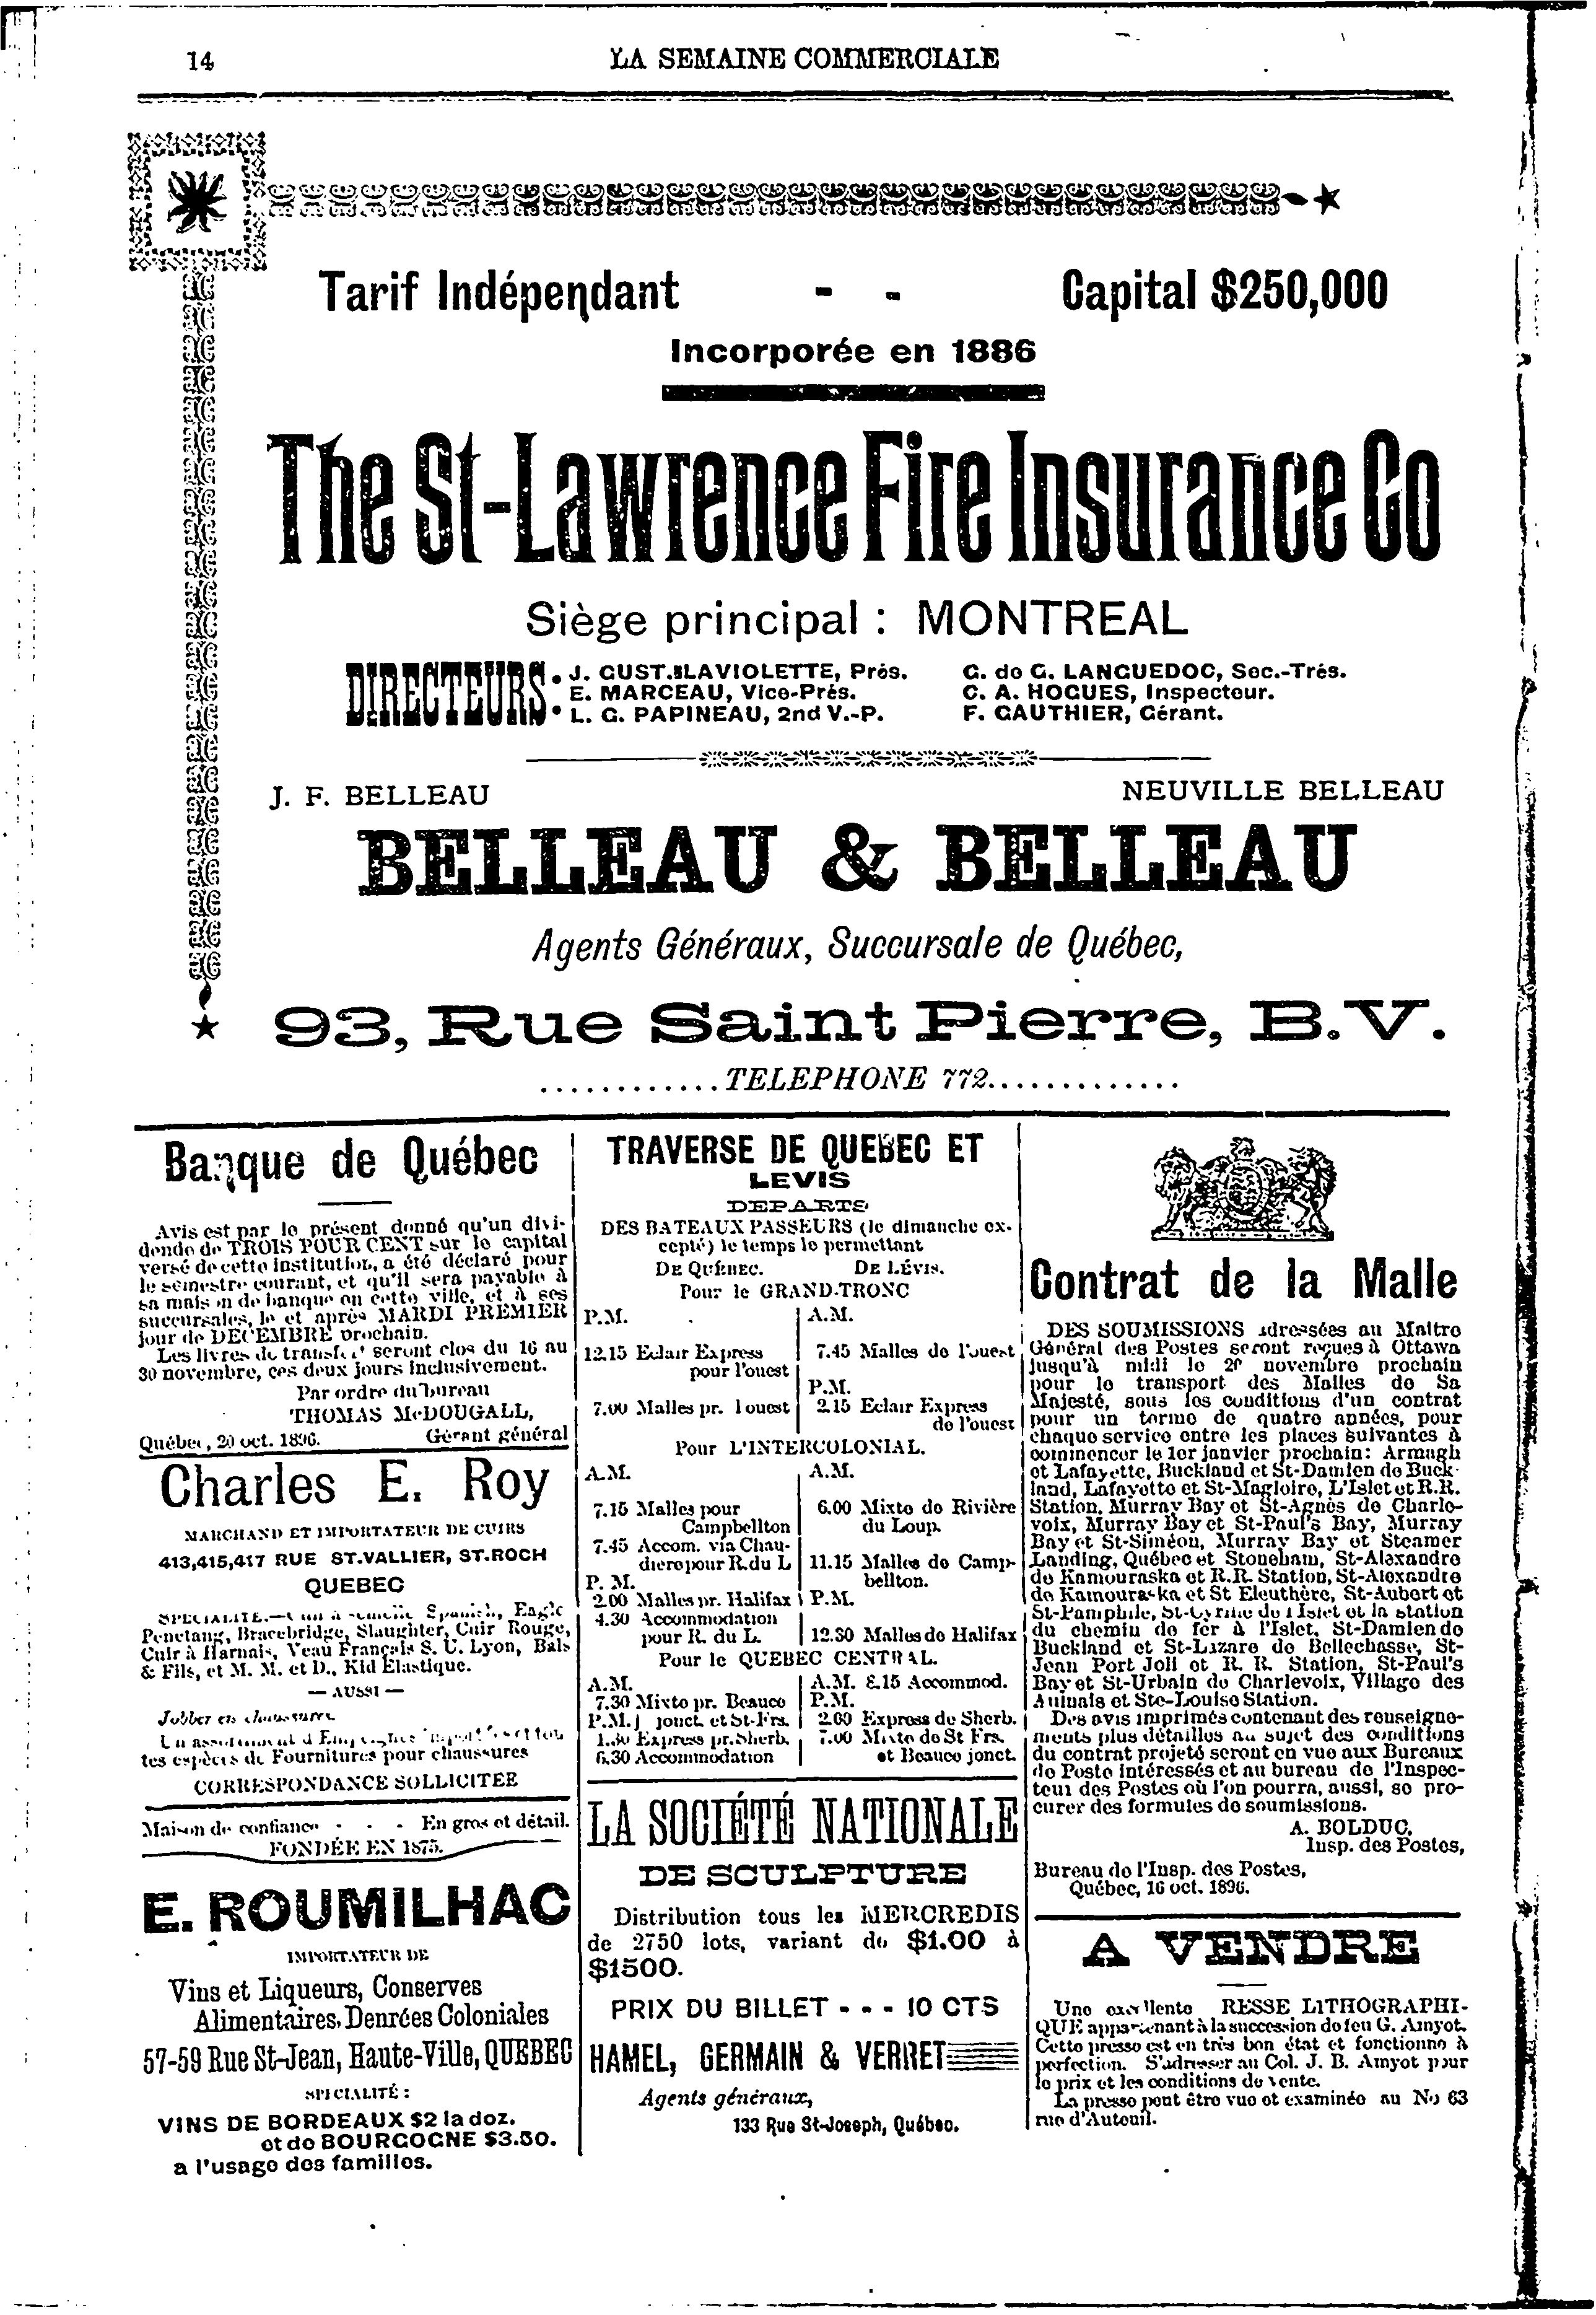 14
LA SEMAINE COMMERCIALE
Tarif Indépendant - - Capital $250,000
Incorporée en 1886
The St-Lawrence Fire Insurance Co
Siège principal : MONTREAL
DIRECTEURS:
J. GUST. LAVIOLETTE, Prés.
E. MARCEAU, Vice-Prés.
L. G. PAPINEAU, 2nd V.-P.
G. de G. LANGUEDOC, Sec.-Trés.
C. A. HOGUES, Inspecteur.
F. GAUTHIER, Gérant.
J. F. BELLEAU NEUVILLE BELLEAU
BELLEAU & BELLEAU
Agents Généraux, Succursale de Québec,
93, Rue Saint Pierre, B.V.
............TELEPHONE 772.............
Banque de Québec
Avis est par le présent donné qu'un divi-
dende de TROIS POUR CENT sur le capital
versé de cette institution, a été déclaré pour
le semestre courant, et qu'il sera payable à
sa maison de banque en cette ville, et à ses
succursales, le et après MARDI PREMIER
jour de DECEMBRE prochain.
Les livres de transfert seront clos du 16 au
30 novembre, ces deux jours inclusivement.
Par ordre du bureau
THOMAS McDOUGALL,
Gérant général
Québec, 20 oct. 1896.
Charles E. Roy
MARCHAND ET IMPORTATEUR DE CUIRS
413,415,417 RUE ST.VALLIER, ST.ROCH
QUEBEC
SPECIALITE.—Cuir à semelle Spanish, Eagle
Penetang, Bracebridge, Slaughter, Cuir Rouge,
Cuir à Harnais, Veau Français S. U. Lyon, Bals
& Fils, et M. M. et D., Kid Elastique.
— AUSSI —
Jobber en chaussures
Un assortiment d
tes espèces de Fournitures pour chaussures
CORRESPONDANCE SOLLICITEE
Maison de confiance - - - En gros et détail.
FONDÉE EN 1875.
E. ROUMILHAC
IMPORTATEUR DE
Vins et Liqueurs, Conserves
Alimentaires, Denrées Coloniales
57-59 Rue St-Jean, Haute-Ville, QUEBEC
SPÉCIALITÉ :
VINS DE BORDEAUX $2 la doz.
et de BOURGOGNE $3.50.
a l'usage des familles.
TRAVERSE DE QUEBEC ET
LEVIS
DEPARTS
DES BATEAUX PASSEURS (le dimanche ex-
cepté) le temps le permettant
DE QUÉBEC. DE LÉVIS.
Pour le GRAND-TRONC
P.M. A.M.
12.15 Eclair Express 7.45 Malles de l'ouest
pour l'ouest
P.M.
7.00 Malles pr. l ouest 2.15 Eclair Express
de l'ouest
Pour L'INTERCOLONIAL.
A.M. A.M.
7.15 Malles pour 6.00 Mixte de Rivière
Campbellton du Loup.
7.45 Accom. via Chau-
diere pour R. du L 11.15 Malles de Camp-
P. M. bellton.
2.00 Malles pr. Halifax P.M.
4.30 Accommodation
pour R. du L. 12.30 Malles de Halifax
Pour le QUEBEC CENTRAL.
A.M. A.M. 8.15 Accommod.
7.30 Mixte pr. Beauce P.M.
P.M. jonct. et St-Frs. 2.00 Express de Sherb.
1.30 Express pr. Sherb. 7.00 Mixte de St Frs.
6.30 Accommodation et Beauce jonct.
LA SOCIÉTÉ NATIONALE
DE SCULPTURE
Distribution tous les MERCREDIS
de 2750 lots, variant de $1.00 à
$1500.
PRIX DU BILLET - - - 10 CTS
HAMEL, GERMAIN & VERRET
Agents généraux,
133 Rue St-Joseph, Québec.
Contrat de la Malle
DES SOUMISSIONS adressées au Maître
Général des Postes seront reçues à Ottawa
jusqu'à midi le novembre prochain
pour le transport des Malles de Sa
Majesté, sous les conditions d'un contrat
pour un terme de quatre années, pour
chaque service entre les places suivantes à
commencer le 1er janvier prochain: Armagh
et Lafayette, Buckland et St-Damien de Buck-
land, Lafayette et St-Magloire, L'Islet et R.R.
Station, Murray Bay et St-Agnès de Charle-
voix, Murray Bay et St-Paul's Bay, Murray
Bay et St-Siméon, Murray Bay et Steamer
Landing, Québec et Stoneham, St-Alexandre
de Kamouraska et R.R. Station, St-Alexandre
de Kamouraska et St Eleuthère, St-Aubert et
St-Pamphile, St-Cyrille de l'Islet et la station
du chemin de fer à l'Islet, St-Damien de
Buckland et St-Lazare de Bellechasse, St-
Jean Port Joli et R. R. Station, St-Paul's
Bay et St-Urbain de Charlevoix, Village des
Aulnais et Ste-Louise Station.
Des avis imprimés contenant des renseigne-
ments plus détaillés au sujet des conditions
du contrat projeté seront en vue aux Bureaux
de Poste intéressés et au bureau de l'Inspec-
teur des Postes où l'on pourra, aussi, se pro-
curer des formules de soumissions.
A. BOLDUC,
Insp. des Postes,
Bureau de l'Insp. des Postes,
Québec, 16 oct. 1896.
A VENDRE
Une excellente RESSE LITHOGRAPHI-
QUE appartenant à la succession de feu G. Amyot.
Cette presse est en très bon état et fonctionne à
perfection. S'adresser au Col. J. B. Amyot pour
le prix et les conditions de vente.
La presse peut être vue et examinée au No 63
rue d'Auteuil.